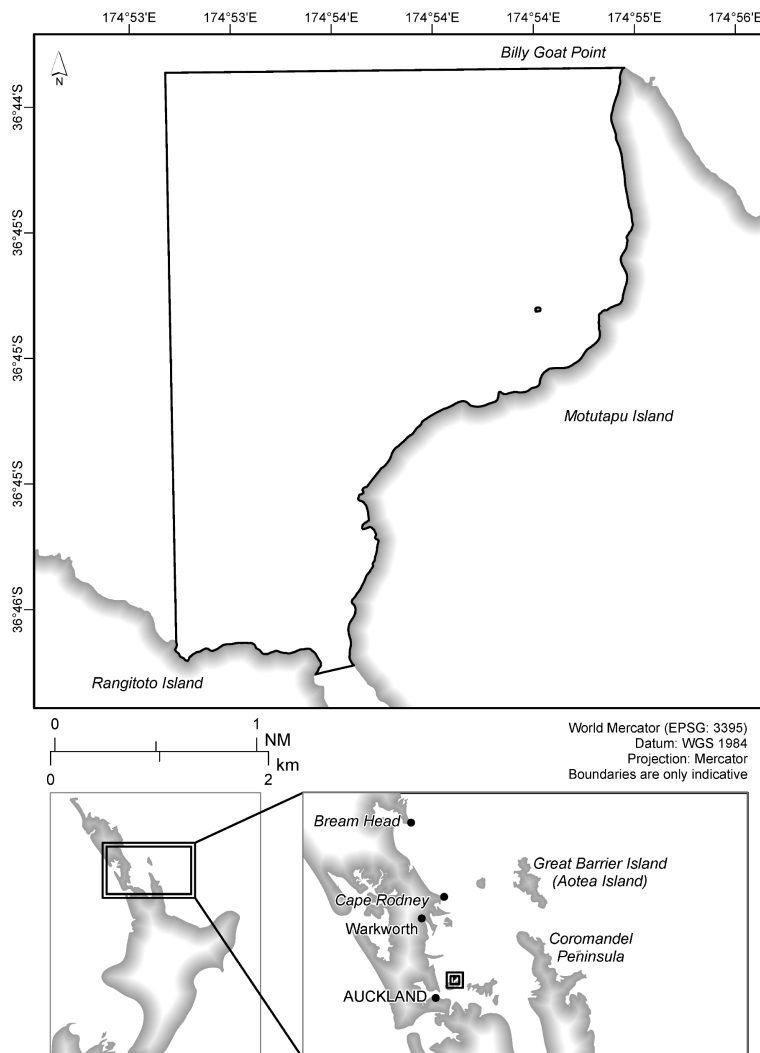 174°53'E 174°53'E 174°54'E 174°54'E 174°54'E 174°55'E 174°56'E
Billy Goat Point
N
36°44'S
36°45'S
36°45'S
36°45'S
36°46'S
Motutapu Island
Rangitoto Island
0 1
NM
km
0 2
World Mercator (EPSG: 3395)
Datum: WGS 1984
Projection: Mercator
Boundaries are only indicative
Bream Head
Great Barrier Island
(Aotea Island)
Cape Rodney
Warkworth
Coromandel
Peninsula
AUCKLAND